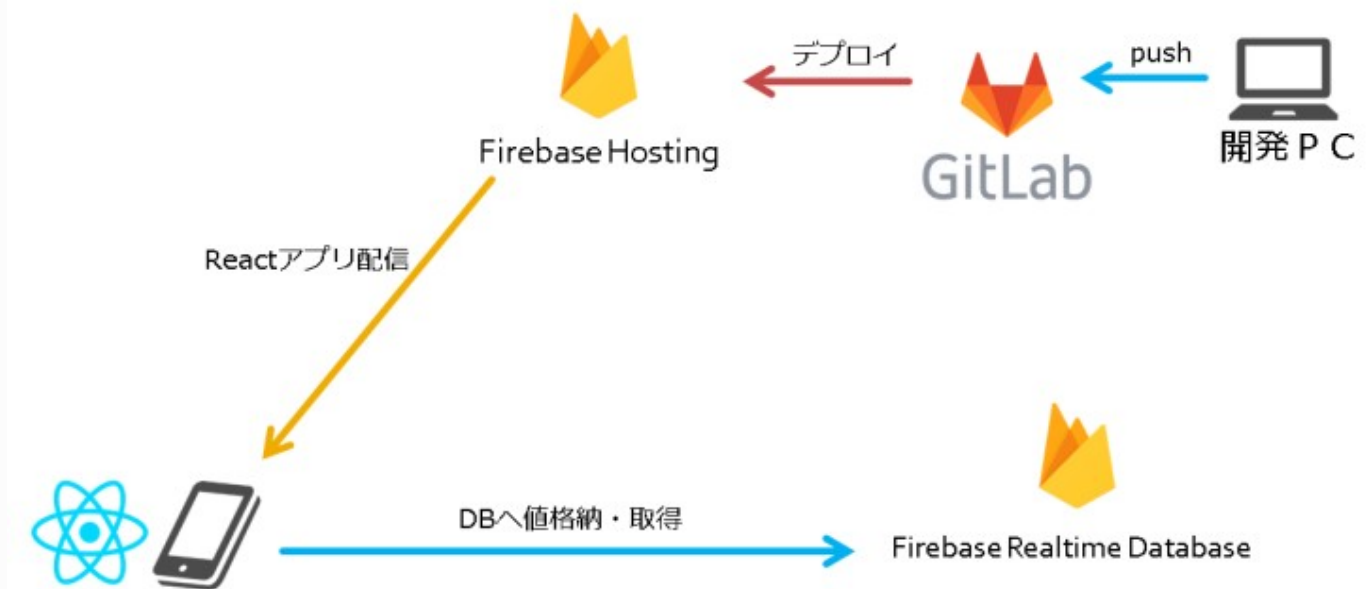 デプロイ
push
Firebase Hosting
GitLab
開発ＰＣ
Reactアプリ配信
DBへ値格納・取得
Firebase Realtime Database